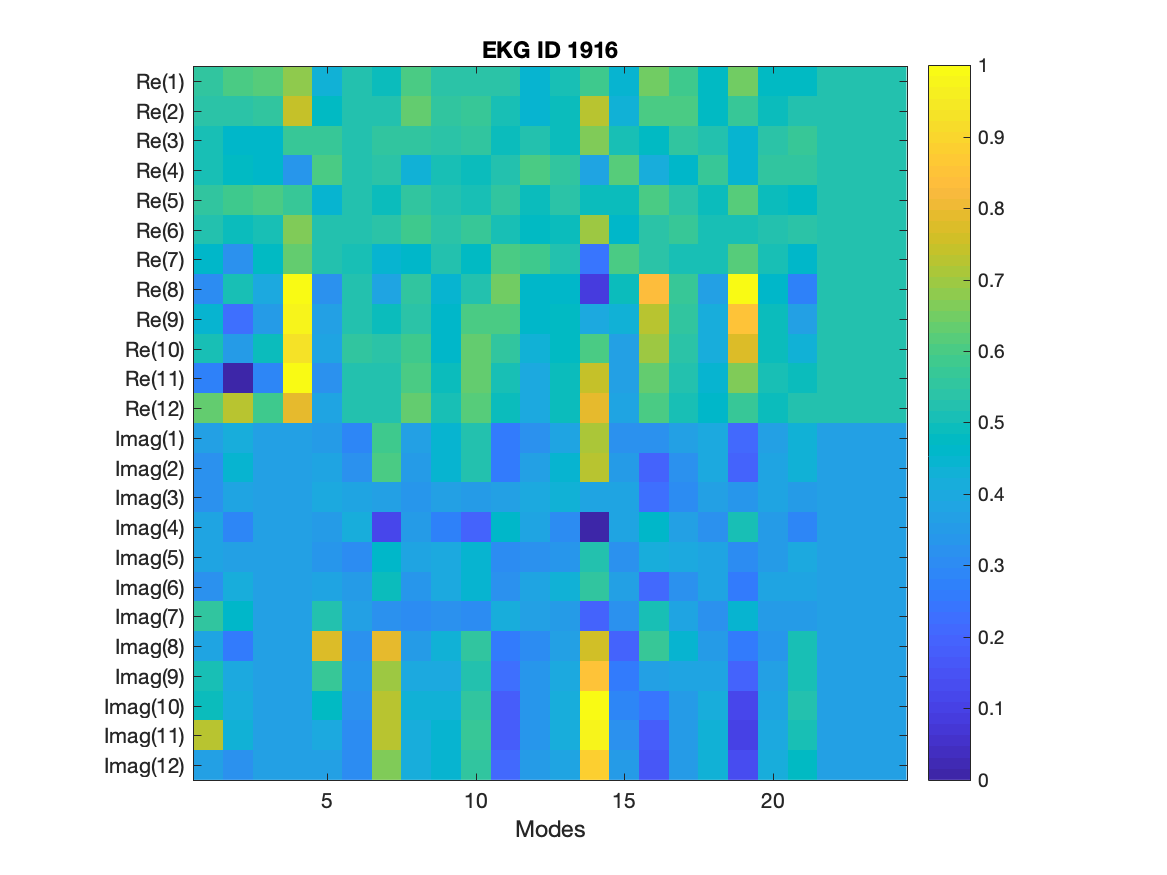 EKG ID 1916
Re(1)
Re(2)
Re(3)
Re(4)
Re(5)
Re(6)
Re(7)
Re(8)
Re(9)
Re(10)
Re(11)
Re(12)
Imag(1)
Imag(2)
Imag(3)
Imag(4)
Imag(5)
Imag(6)
Imag(7)
Imag(8)
Imag(9)
Imag(10)
Imag(11)
Imag(12)
5 10 15 20
Modes
1
0.9
0.8
0.7
0.6
0.5
0.4
0.3
0.2
0.1
0